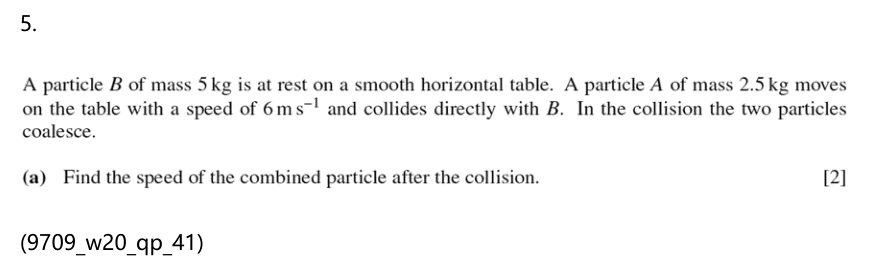 5.
A particle B of mass 5 kg is at rest on a smooth horizontal table. A particle A of mass 2.5 kg moves
on the table with a speed of 6 m s⁻¹ and collides directly with B. In the collision the two particles
coalesce.
(a) Find the speed of the combined particle after the collision. [2]
(9709_w20_qp_41)